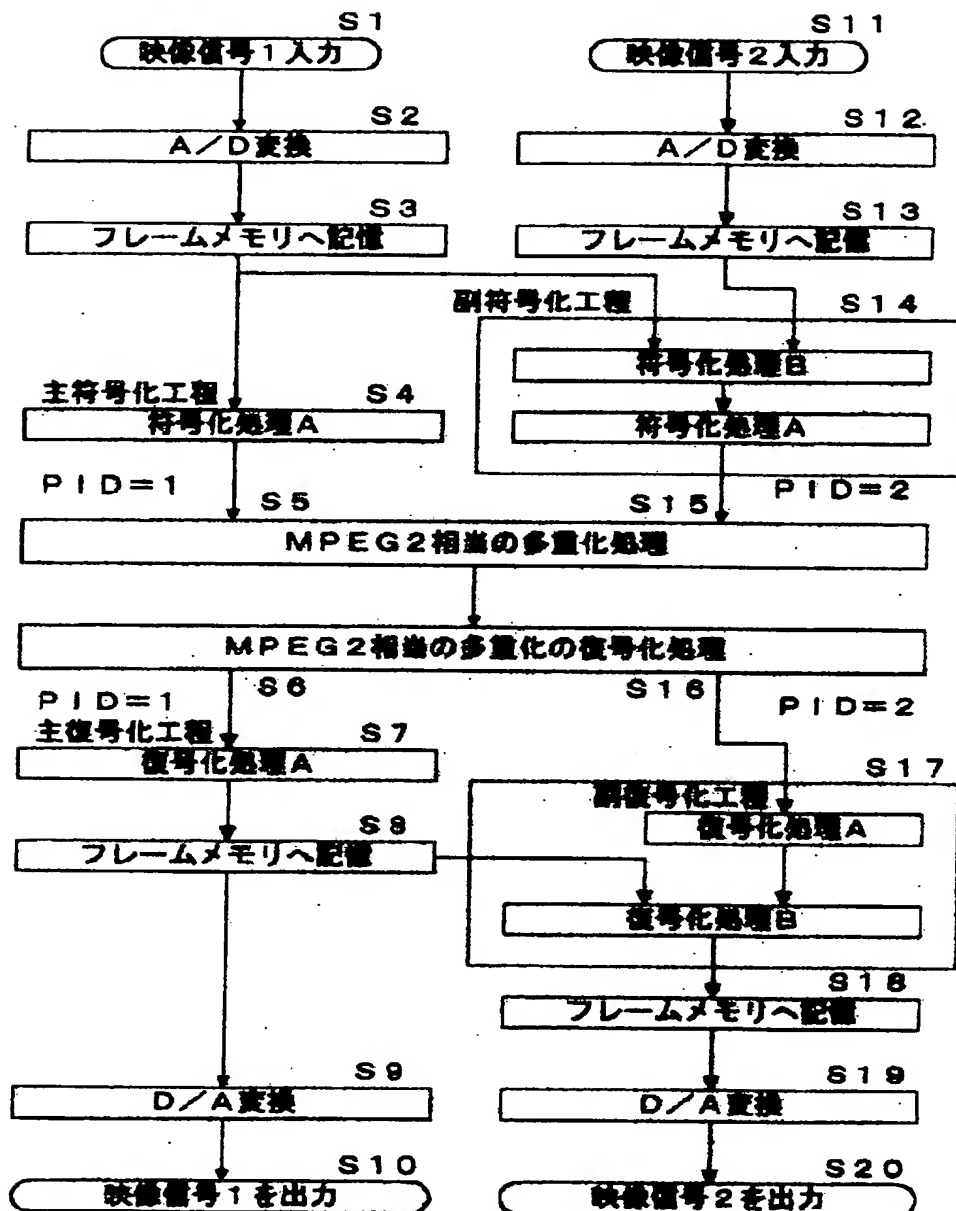 S1
映像信号1入力
S11
映像信号2入力
S2
A/D変換
S12
A/D変換
S3
フレームメモリへ記憶
S13
フレームメモリへ記憶
副符号化工程
S14
符号化処理B
符号化処理A
主符号化工程
S4
符号化処理A
PID=1
S5
S15
PID=2
MPEG2相当の多重化処理
MPEG2相当の多重化の復号化処理
PID=1
S6
S16
PID=2
主復号化工程
S7
復号化処理A
S17
副復号化工程
復号化処理A
S8
フレームメモリへ記憶
復号化処理B
S18
フレームメモリへ記憶
S9
D/A変換
S19
D/A変換
S10
映像信号1を出力
S20
映像信号2を出力